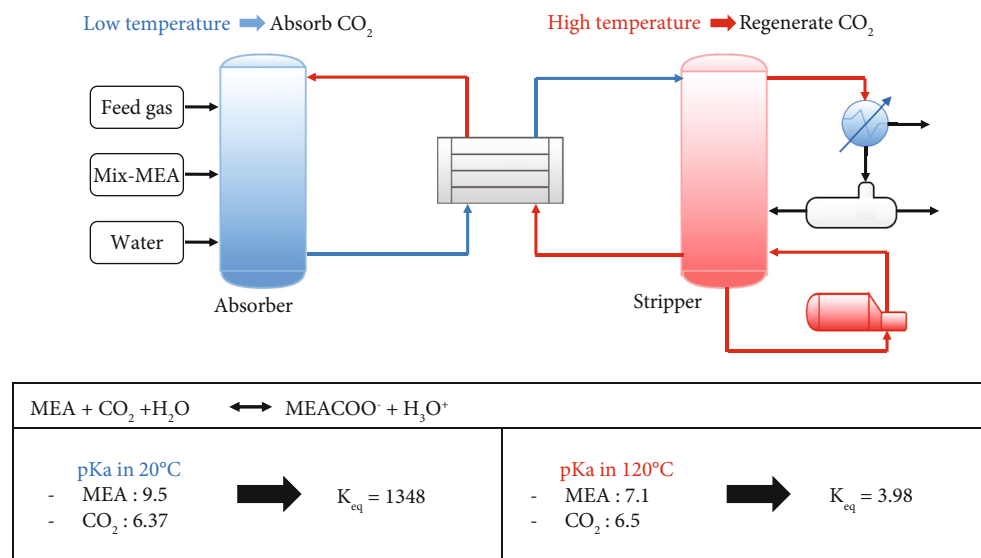 Low temperature → Absorb CO₂
High temperature → Regenerate CO₂
Feed gas
Mix-MEA
Water
Absorber
Stripper
MEA + CO₂ +H₂O ↔ MEACOO⁻ + H₃O⁺
pKa in 20°C
- MEA : 9.5
- CO₂ : 6.37
Keq = 1348
pKa in 120°C
- MEA : 7.1
- CO₂ : 6.5
Keq = 3.98